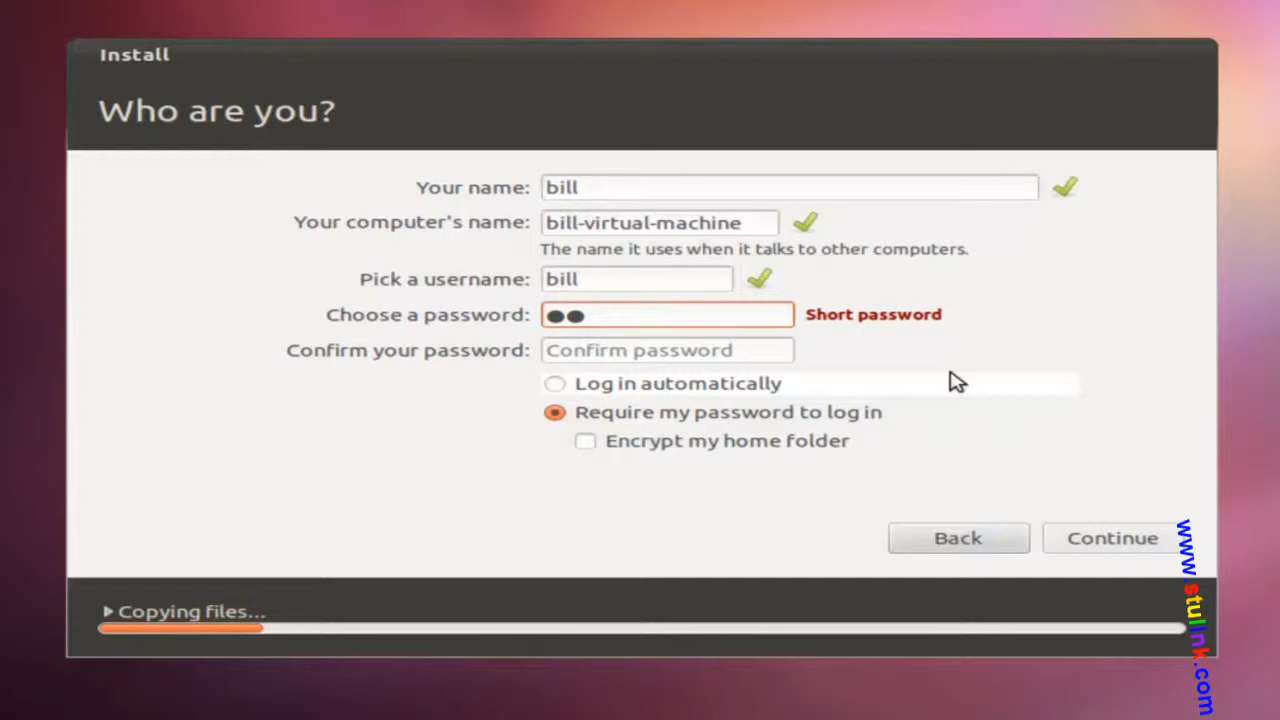 Install
Who are you?
Your name: bill
Your computer's name: bill-virtual-machine
The name it uses when it talks to other computers.
Pick a username: bill
Choose a password: ●● Short password
Confirm your password: Confirm password
Log in automatically
Require my password to log in
Encrypt my home folder
Back Continue
Copying files...
www.stullnk.com